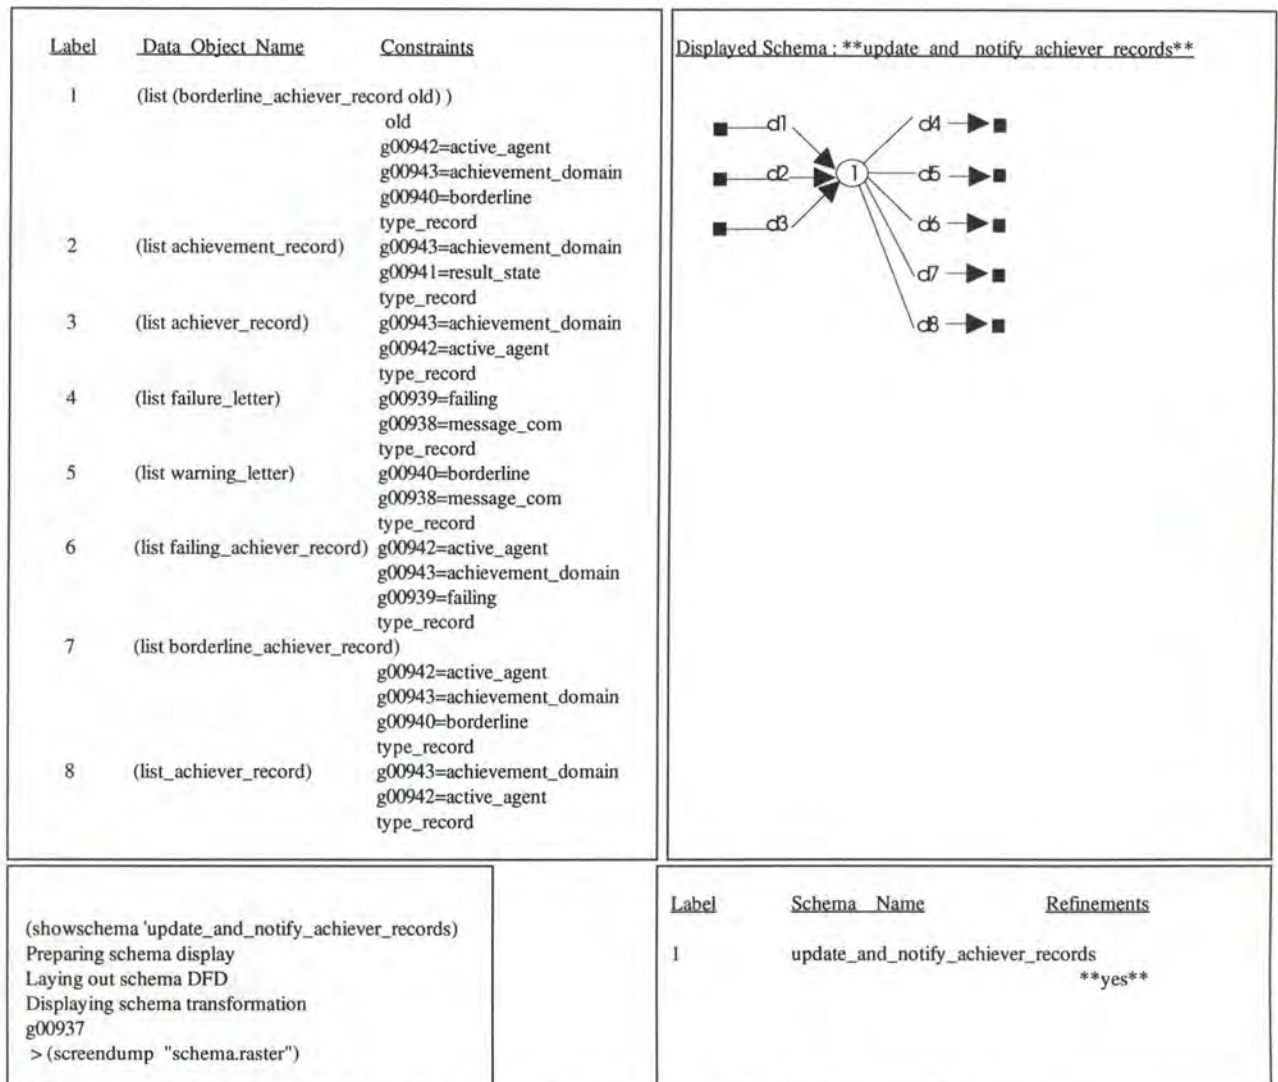 Label Data Object Name Constraints
1 (list (borderline_achiever_record old) )
old
g00942=active_agent
g00943=achievement_domain
g00940=borderline
type_record
2 (list achievement_record) g00943=achievement_domain
g00941=result_state
type_record
3 (list achiever_record) g00943=achievement_domain
g00942=active_agent
type_record
4 (list failure_letter) g00939=failing
g00938=message_com
type_record
5 (list warning_letter) g00940=borderline
g00938=message_com
type_record
6 (list failing_achiever_record) g00942=active_agent
g00943=achievement_domain
g00939=failing
type_record
7 (list borderline_achiever_record)
g00942=active_agent
g00943=achievement_domain
g00940=borderline
type_record
8 (list_achiever_record) g00943=achievement_domain
g00942=active_agent
type_record
Displayed Schema : **update and notify achiever records**
d1 d4
d2 1 d5
d3 d6
d7
d8
(showschema 'update_and_notify_achiever_records)
Preparing schema display
Laying out schema DFD
Displaying schema transformation
g00937
> (screendump "schema.raster")
Label Schema Name Refinements
1 update_and_notify_achiever_records
**yes**